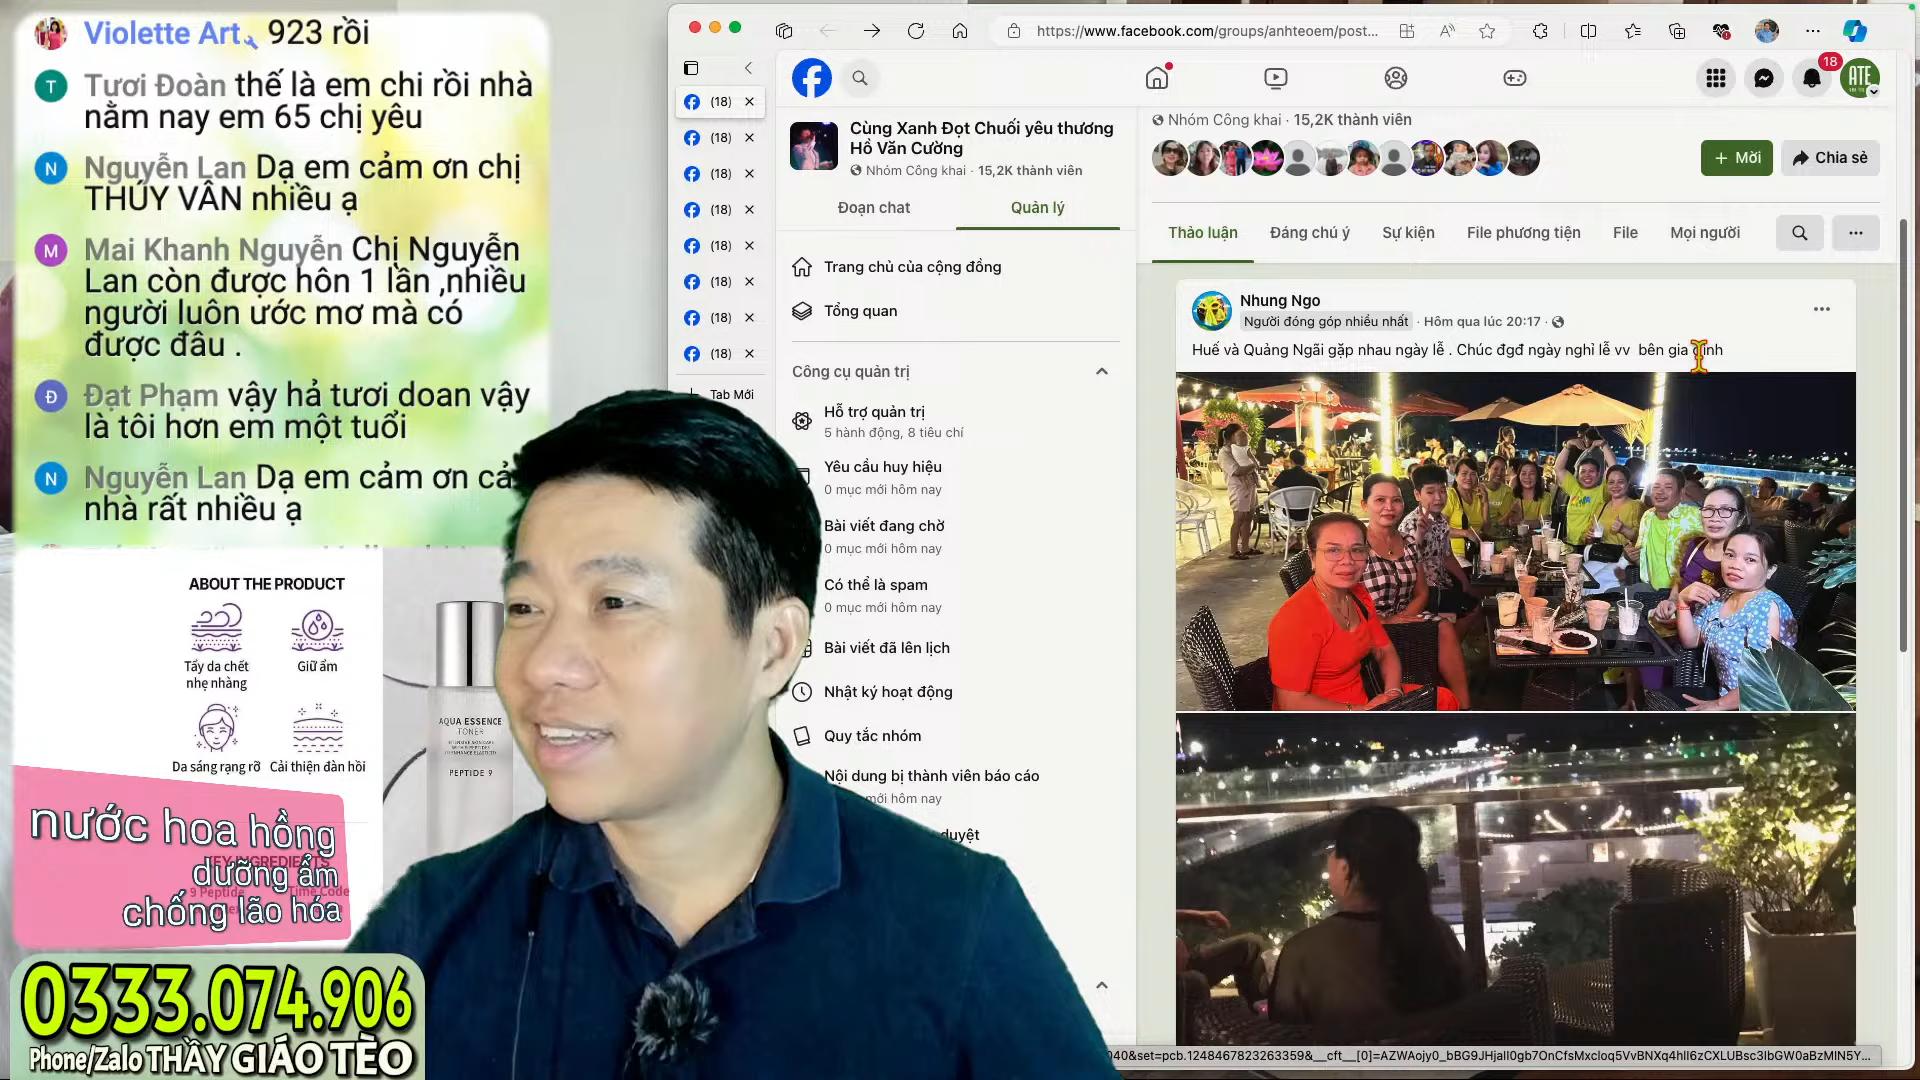 Violette Art 923 rồi
T
Tươi Đoàn thế là em chi rồi nhà
nằm nay em 65 chị yêu
N
Nguyễn Lan Dạ em cảm ơn chị
THÚY VÂN nhiều ạ
M
Mai Khanh Nguyễn Chị Nguyễn
Lan còn được hôn 1 lần ,nhiều
người luôn ước mơ mà có
được đâu .
Đ
Đạt Phạm vậy hả tươi doan vậy
là tôi hơn em một tuổi
N
Nguyễn Lan Dạ em cảm ơn cả
nhà rất nhiều ạ
ABOUT THE PRODUCT
Tẩy da chết
nhẹ nhàng
Giữ ẩm
Da sáng rạng rỡ
Cải thiện đàn hồi
AQUA ESSENCE
TONER
PEPTIDE 9
nước hoa hồng
KEY INGREDIENTS
dưỡng ẩm
9 Peptide
Time Code
chống lão hóa
0333.074.906
Phone/Zalo THẦY GIÁO TÈO
https://www.facebook.com/groups/anhteoem/post...
(18)
(18)
(18)
(18)
(18)
(18)
(18)
(18)
Tab Mới
18
ATE
Cùng Xanh Đọt Chuối yêu thương
Hồ Văn Cường
Nhóm Công khai · 15,2K thành viên
Đoạn chat
Quản lý
Trang chủ của cộng đồng
Tổng quan
Công cụ quản trị
Hỗ trợ quản trị
5 hành động, 8 tiêu chí
Yêu cầu huy hiệu
0 mục mới hôm nay
Bài viết đang chờ
0 mục mới hôm nay
Có thể là spam
0 mục mới hôm nay
Bài viết đã lên lịch
Nhật ký hoạt động
Quy tắc nhóm
Nội dung bị thành viên báo cáo
mới hôm nay
duyệt
Nhóm Công khai · 15,2K thành viên
Mời
Chia sẻ
Thảo luận
Đáng chú ý
Sự kiện
File phương tiện
File
Mọi người
Nhung Ngo
Người đóng góp nhiều nhất · Hôm qua lúc 20:17 ·
Huế và Quảng Ngãi gặp nhau ngày lễ . Chúc đgđ ngày nghỉ lễ vv bên gia đình